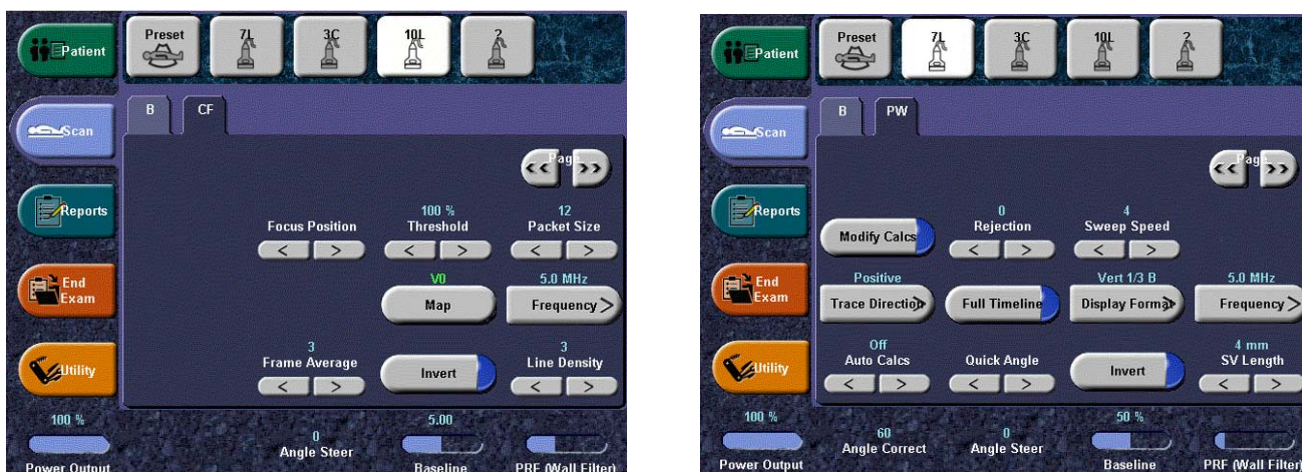 Preset 7L 3C 10L ?
Patient
B CF
Scan
Page
Reports
100 % 12
Focus Position Threshold Packet Size
V0 5.0 MHz
End Exam Map Frequency
3 3
Frame Average Invert Line Density
Utility
100 % 0 5.00
Angle Steer
Power Output Baseline PRF (Wall Filter)
Preset 7L 3C 10L ?
Patient
B PW
Scan
Page
Reports
0 4
Modify Calcs Rejection Sweep Speed
Positive Vert 1/3 B 5.0 MHz
End Exam Trace Direction Full Timeline Display Format Frequency
Off 4 mm
Auto Calcs Quick Angle Invert SV Length
Utility
100 % 60 0 50 %
Angle Correct Angle Steer
Power Output Baseline PRF (Wall Filter)